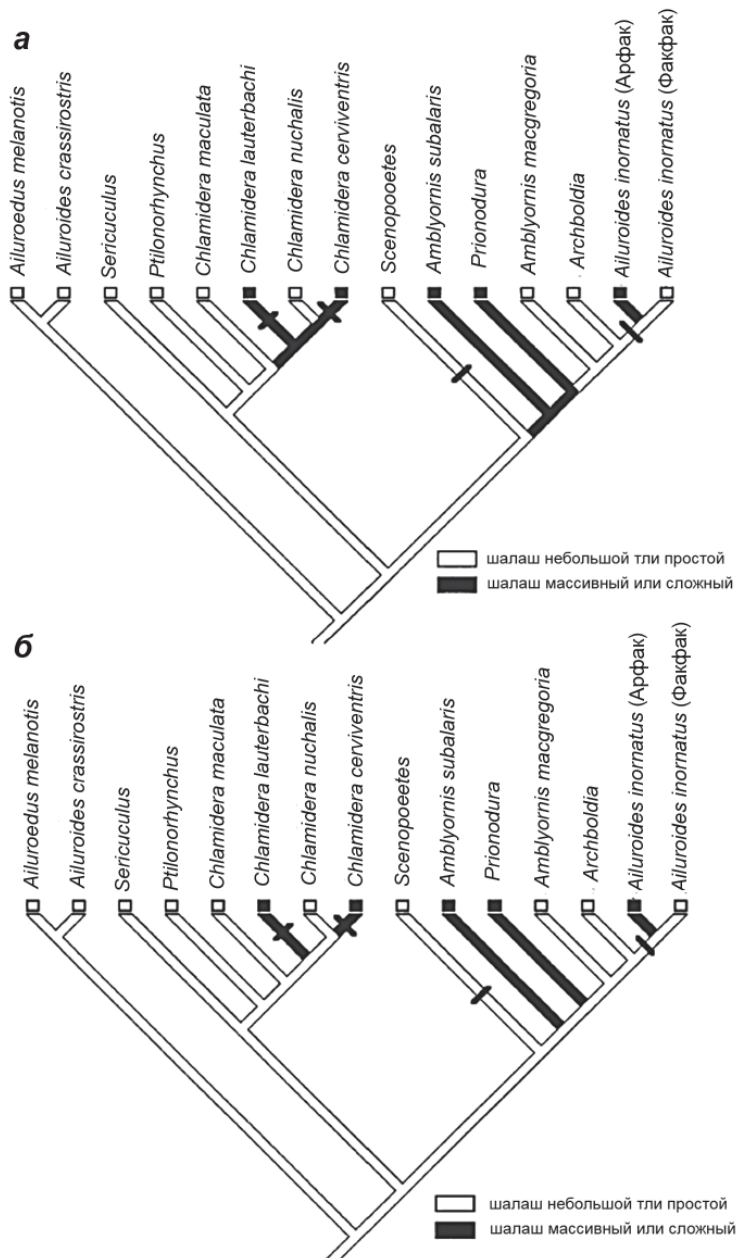 а
Ailuroedus melanotis
Ailuroides crassirostris
Sericuculus
Ptilonorhynchus
Chlamidera maculata
Chlamidera lauterbachi
Chlamidera nuchalis
Chlamidera cerviventris
Scenopooetes
Amblyornis subalaris
Prionodura
Amblyornis macgregoria
Archboldia
Ailuroides inornatus (Арфак)
Ailuroides inornatus (Факфак)
шалаш небольшой тли простой
шалаш массивный или сложный
б
Ailuroedus melanotis
Ailuroides crassirostris
Sericuculus
Ptilonorhynchus
Chlamidera maculata
Chlamidera lauterbachi
Chlamidera nuchalis
Chlamidera cerviventris
Scenopoeetes
Amblyornis subalaris
Prionodura
Amblyornis macgregoria
Archboldia
Ailuroides inornatus (Арфак)
Ailuroides inornatus (Факфак)
шалаш небольшой тли простой
шалаш массивный или сложный